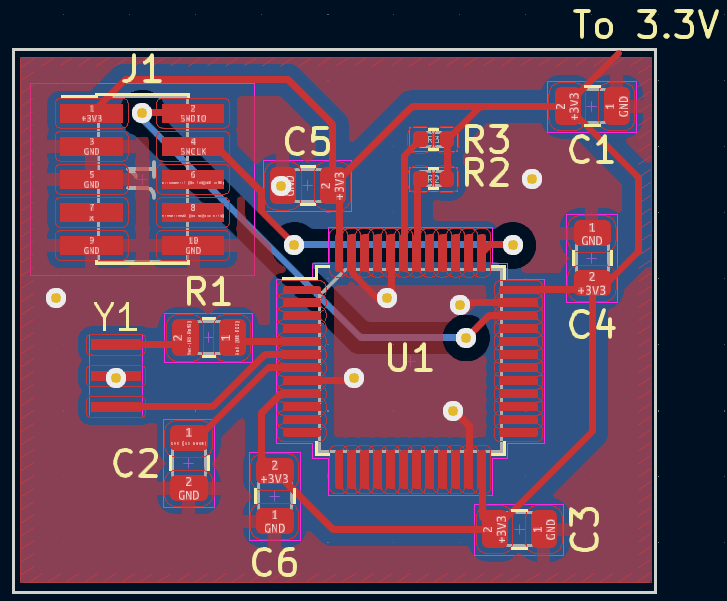 To 3.3V
J1
1
+3V3
2
SWDIO
3
GND
4
SWCLK
5
GND
6
7
8
9
GND
10
GND
C5
GND
2
+3V3
R3
R2
2
+3V3
1
GND
C1
1
GND
2
+3V3
C4
R1
2
1
Y1
U1
C2
1
2
GND
2
+3V3
1
GND
C6
2
+3V3
1
GND
C3